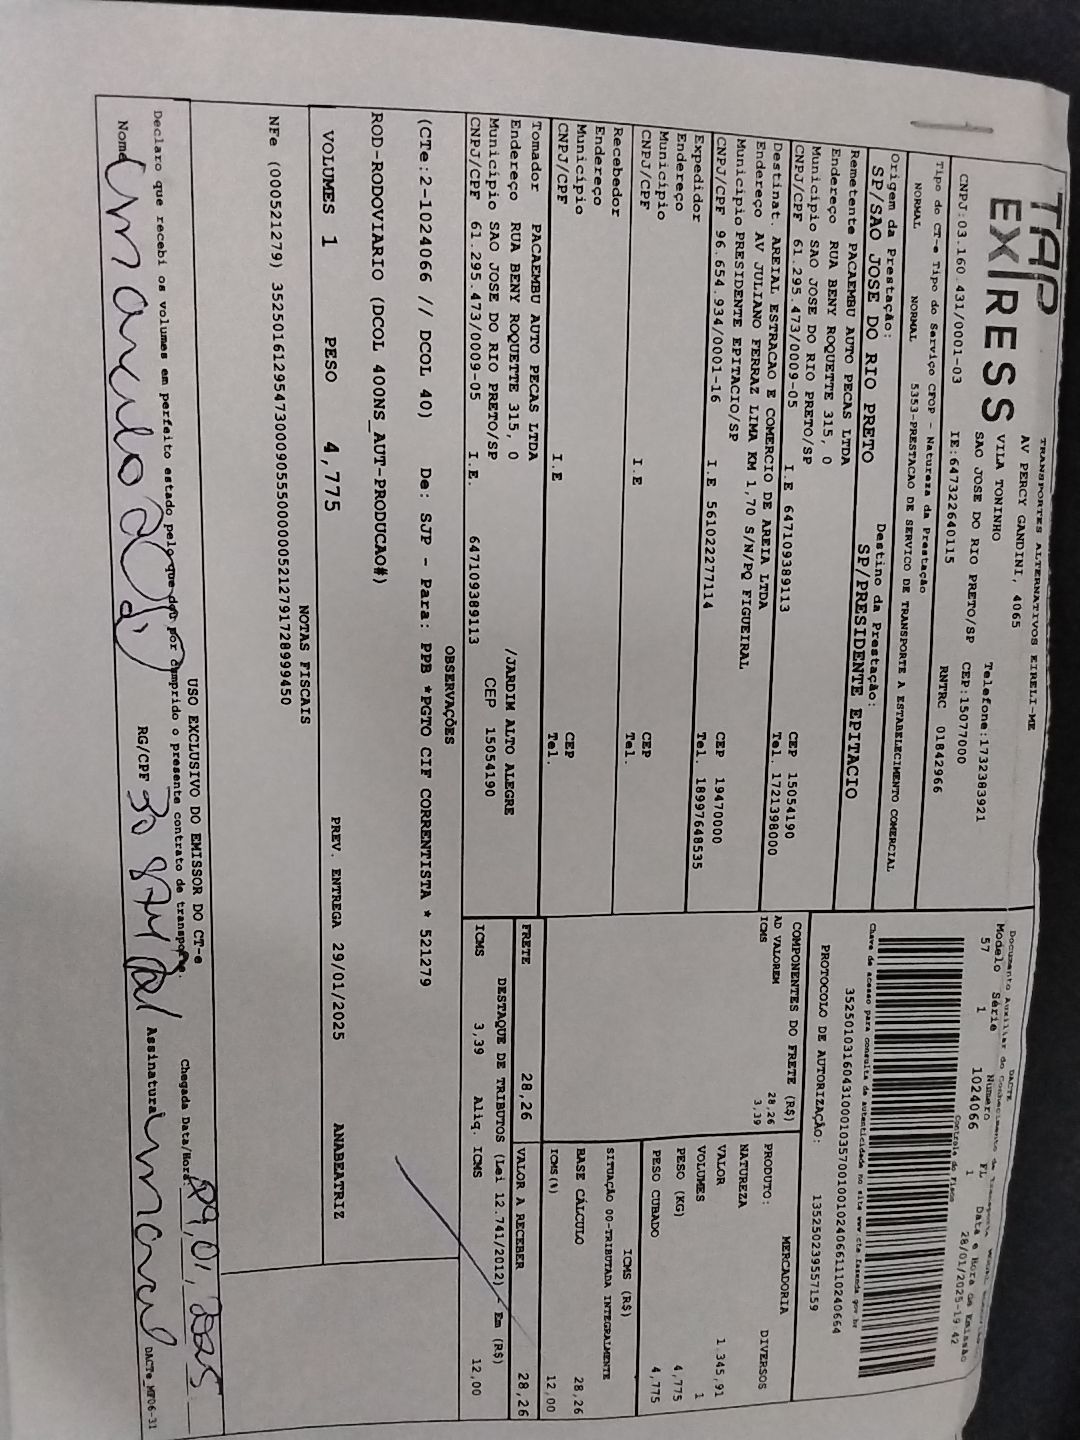 TAP EXPRESS
TRANSPORTES ALTERNATIVOS EIRELI-ME
AV PERCY GANDINI, 4065
VILA TONINHO Telefone:1732383921
SAO JOSE DO RIO PRETO/SP CEP:15077000
CNPJ:03.160.431/0001-03 IE:647322640115 RNTRC 01842966
DACTE
Documento Auxiliar do Conhecimento de Transporte
Modelo Série Número FL Data e Hora de Emissão
57 1 1024066 1 28/01/2025-19:42
Controle do Fisco
Chave de acesso para consulta de autenticidade no site www.cte.fazenda.gov.br
PROTOCOLO DE AUTORIZAÇÃO: 135250239557159
Tipo do CT-e Tipo do Serviço CFOP - Natureza da Prestação
NORMAL NORMAL 5353-PRESTACAO DE SERVICO DE TRANSPORTE A ESTABELECIMENTO COMERCIAL
Origem da Prestação: Destino da Prestação:
SP/SAO JOSE DO RIO PRETO SP/PRESIDENTE EPITACIO
Remetente PACAEMBU AUTO PECAS LTDA
Endereço RUA BENY ROQUETTE 315, 0
Município SAO JOSE DO RIO PRETO/SP CEP 15054190
CNPJ/CPF 61.295.473/0009-05 I.E 647109389113 Tel. 1721398000
Destinat. AREIAL ESTRACAO E COMERCIO DE AREIA LTDA
Endereço AV JULIANO FERRAZ LIMA KM 1,70 S/N/PQ FIGUEIRAL
Município PRESIDENTE EPITACIO/SP CEP 19470000
CNPJ/CPF 96.654.934/0001-16 I.E 561022277114 Tel. 18997648535
Expedidor
Endereço
Município CEP
CNPJ/CPF I.E Tel.
Recebedor
Endereço
Município CEP
CNPJ/CPF I.E Tel.
Tomador PACAEMBU AUTO PECAS LTDA
Endereço RUA BENY ROQUETTE 315, 0 /JARDIM ALTO ALEGRE
Município SAO JOSE DO RIO PRETO/SP CEP 15054190
CNPJ/CPF 61.295.473/0009-05 I.E. 647109389113
COMPONENTES DO FRETE (R$)
AD VALOREM 28,26
ICMS 3,39
PRODUTO: MERCADORIA
NATUREZA DIVERSOS
VALOR 1.345,91
VOLUMES 1
PESO (KG) 4,775
PESO CUBADO 4,775
ICMS (R$)
SITUAÇÃO 00-TRIBUTADA INTEGRALMENTE
BASE CÁLCULO 28,26
ICMS(%) 12,00
FRETE 28,26 VALOR A RECEBER 28,26
DESTAQUE DE TRIBUTOS (Lei 12.741/2012) - Em (R$)
ICMS 3,39 Aliq. ICMS 12,00
OBSERVAÇÕES
(CTe:2-1024066 // DCOL 40) De: SJP - Para: PPB *PGTO CIF CORRENTISTA * 521279
ROD-RODOVIARIO (DCOL 400NS_AUT-PRODUCAO#)
VOLUMES 1 PESO 4,775 PREV. ENTREGA 29/01/2025 ANABEATRIZ
NOTAS FISCAIS
USO EXCLUSIVO DO EMISSOR DO CT-e
Declaro que recebi os volumes em perfeito estado pelo que dou por cumprido o presente contrato de transporte.
Chegada Data/Hora: 29,01,2025
Nome RG/CPF Assinatura
DACTe_MF06-31